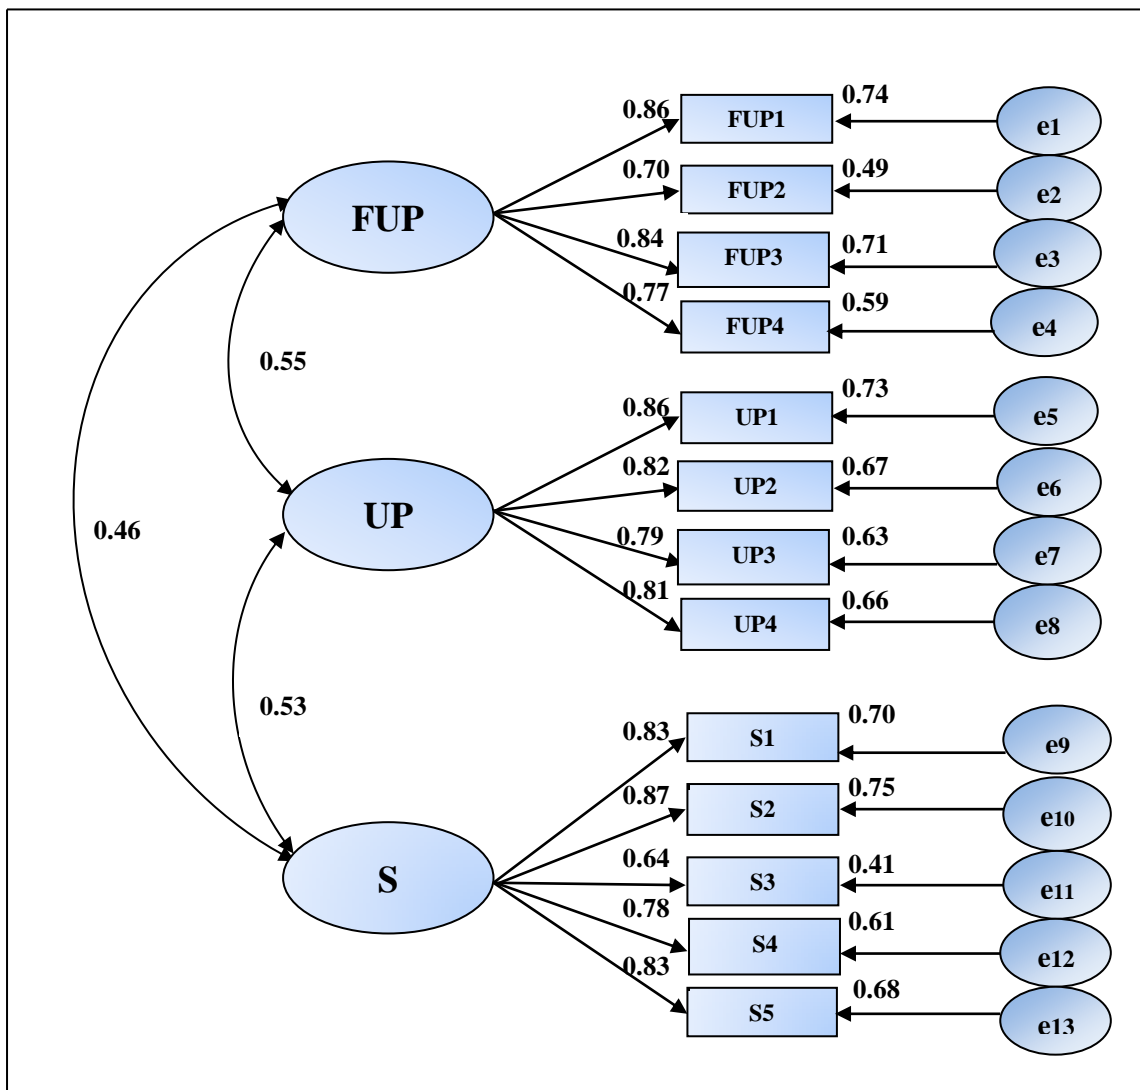 0.86 FUP1 0.74 e1
0.70 FUP2 0.49 e2
FUP
0.84 FUP3 0.71 e3
0.77 FUP4 0.59 e4
0.55
0.86 UP1 0.73 e5
0.82 UP2 0.67 e6
UP
0.46
0.79 UP3 0.63 e7
0.81 UP4 0.66 e8
0.53
0.83 S1 0.70 e9
0.87 S2 0.75 e10
S
0.64 S3 0.41 e11
0.78 S4 0.61 e12
0.83 S5 0.68 e13